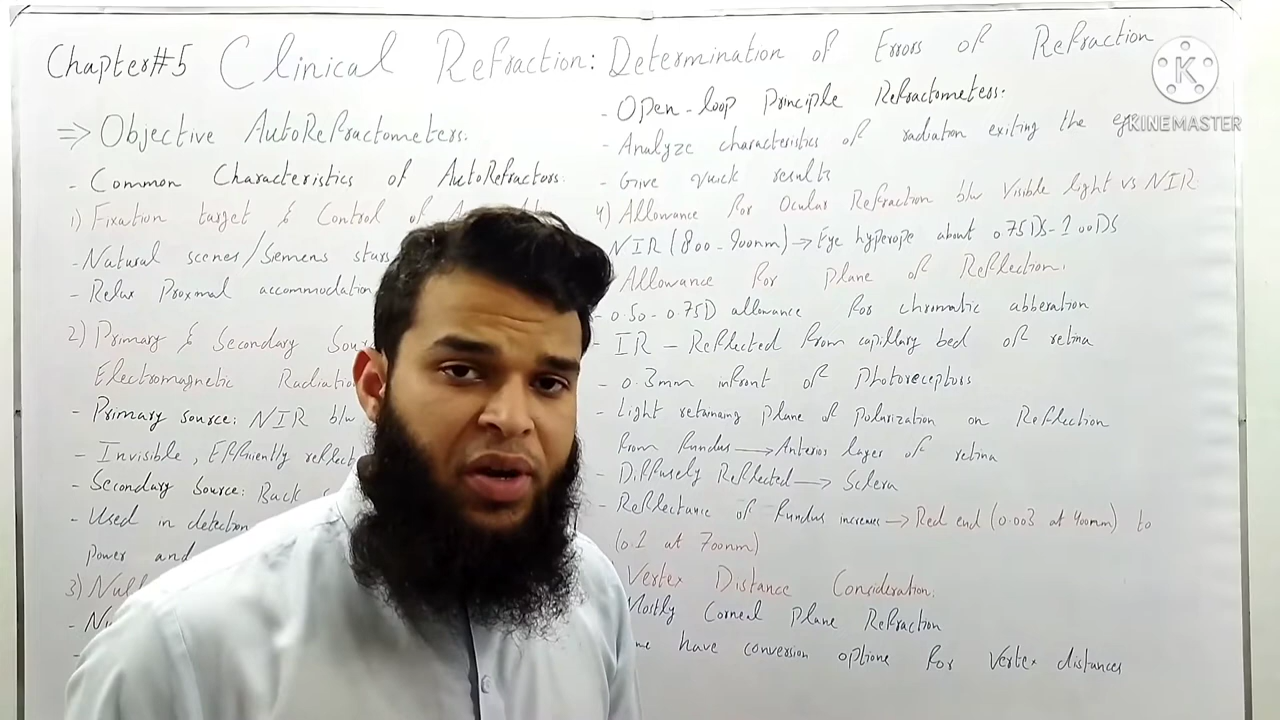 Chapter#5 Clinical Refraction: Determination of Errors of Refraction
⇒ Objective AutoRefractometers.
- Common Characteristics of AutoRefractors.
1) Fixation target & Control of
- Natural scenes/Siemens stars
- Relax Proximal accommodation
2) Primary & Secondary
Electromagnetic Radiation
- Primary source: NIR b/w
- Invisible, Efficiently reflect
- Secondary Source: Back
- Used in detection
power and
3)
- Open-loop Principle Refractometers.
- Analyze characteristics of radiation exiting the
- Give quick results
4) Allowance for Ocular Refraction b/w Visible light vs NIR.
NIR (800-900nm) → Eye hyperope about 0.75DS-1.00DS
Allowance for plane of Reflection.
- 0.50-0.75D allowance for chromatic abberation
- IR - Reflected from capillary bed of retina
- 0.3mm infront of Photoreceptors
- Light retunaing plane of polarization on Reflection
from fundus → Anterior layer of retina
- Diffusely Reflected → Sclera
- Reflectance of fundus increases → Red end (0.003 at 400nm) to
(0.1 at 700nm)
Vertex Distance Consideration.
Mostly Corneal Plane Refraction
have conversion options for Vertex distances
K
KINEMASTER